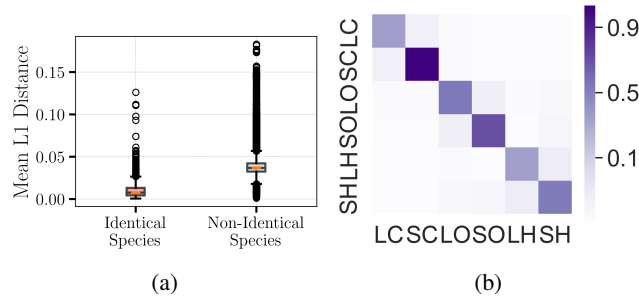 Mean L1 Distance
0.15
0.10
0.05
0.00
Identical
Species
Non-Identical
Species
(a)
SHLHSOLOSCLC
LCSCLOSOLHSH
0.9
0.5
0.1
(b)